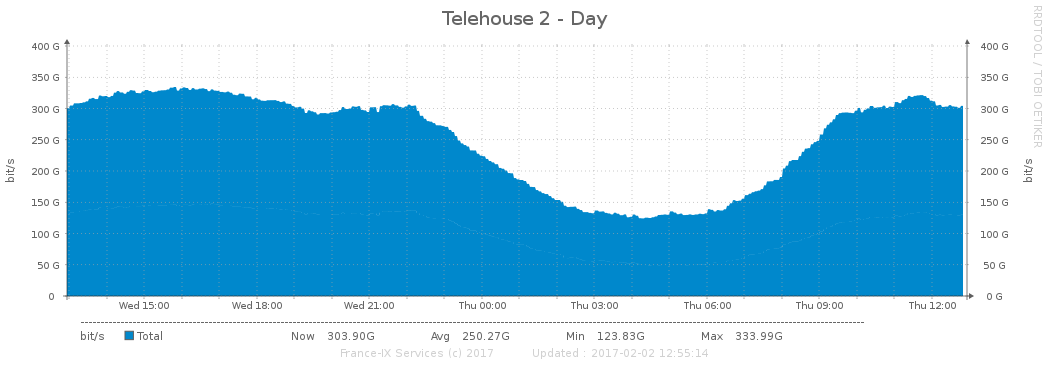 Telehouse 2 - Day
RRDTOOL / TOBI OETIKER
bit/s
400 G 400 G
350 G 350 G
300 G 300 G
250 G 250 G
200 G 200 G
150 G 150 G
100 G 100 G
50 G 50 G
0 0 G
bit/s
Wed 15:00 Wed 18:00 Wed 21:00 Thu 00:00 Thu 03:00 Thu 06:00 Thu 09:00 Thu 12:00
bit/s Total Now 303.90G Avg 250.27G Min 123.83G Max 333.99G
France-IX Services (c) 2017 Updated : 2017-02-02 12:55:14